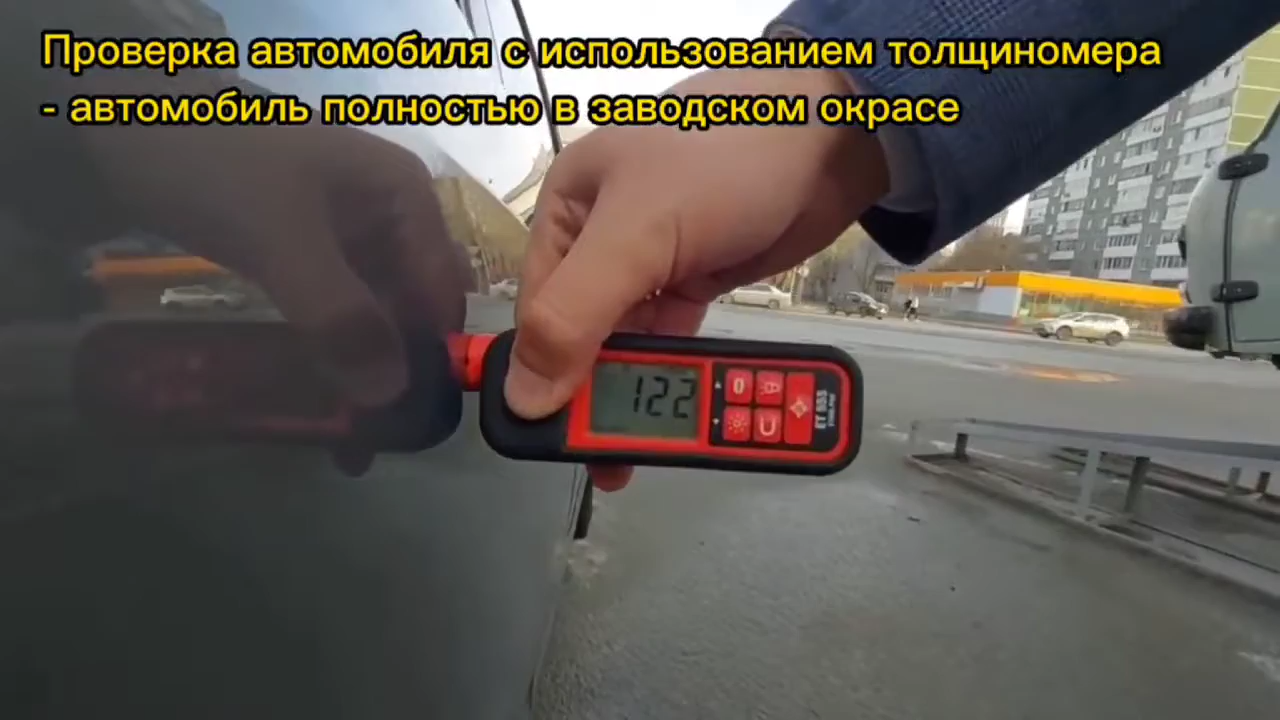 Проверка автомобиля с использованием толщиномера
- автомобиль полностью в заводском окрасе
122
0
ET 555